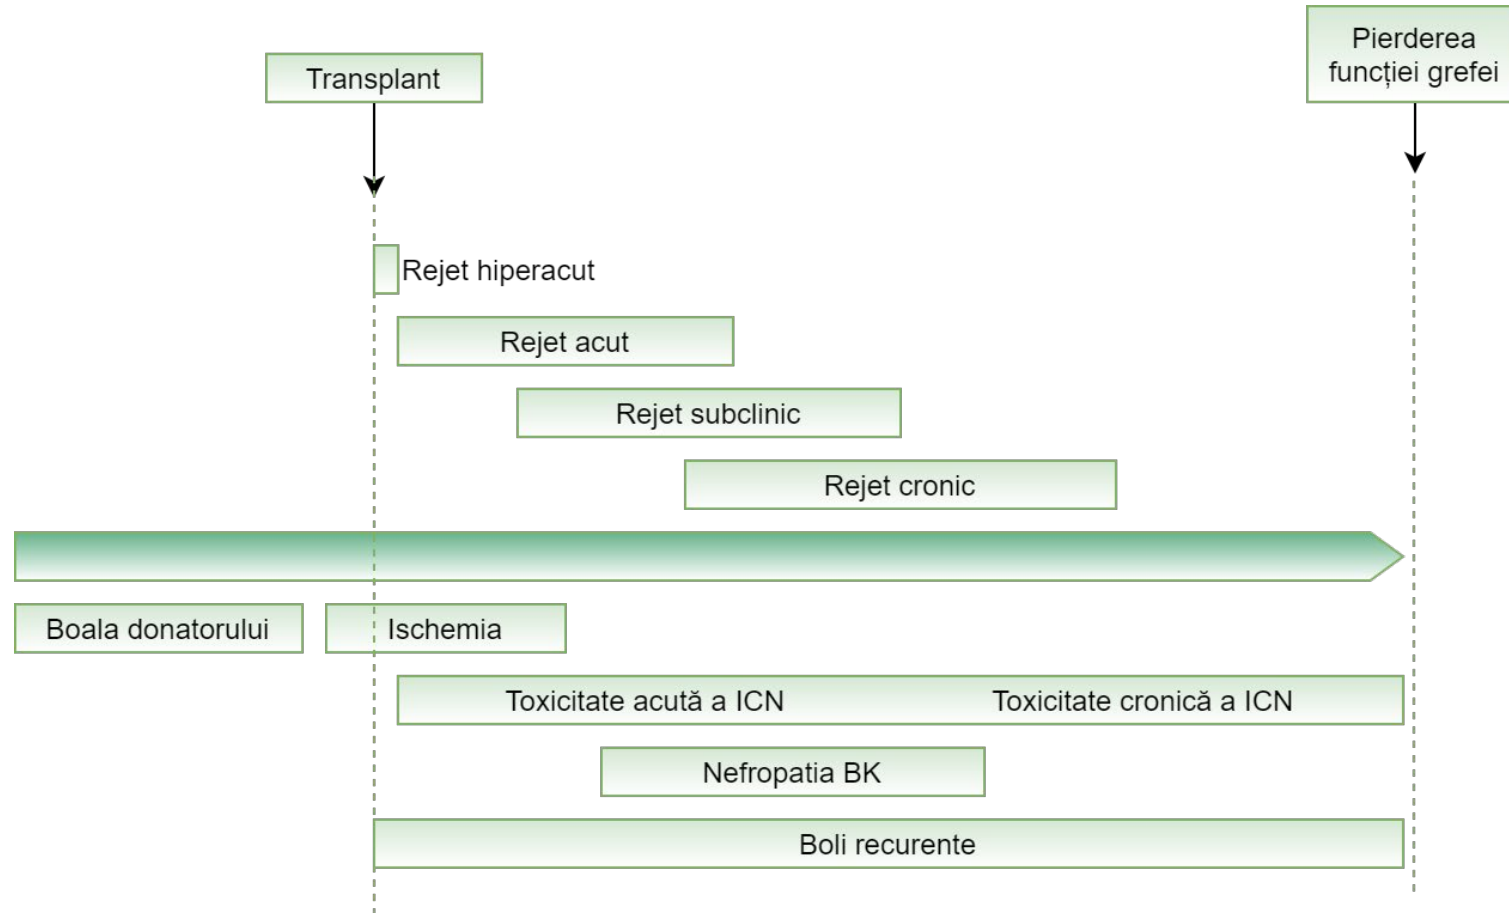 Pierderea
funcției grefei
Transplant
Rejet hiperacut
Rejet acut
Rejet subclinic
Rejet cronic
Boala donatorului
Ischemia
Toxicitate acută a ICN
Toxicitate cronică a ICN
Nefropatia BK
Boli recurente